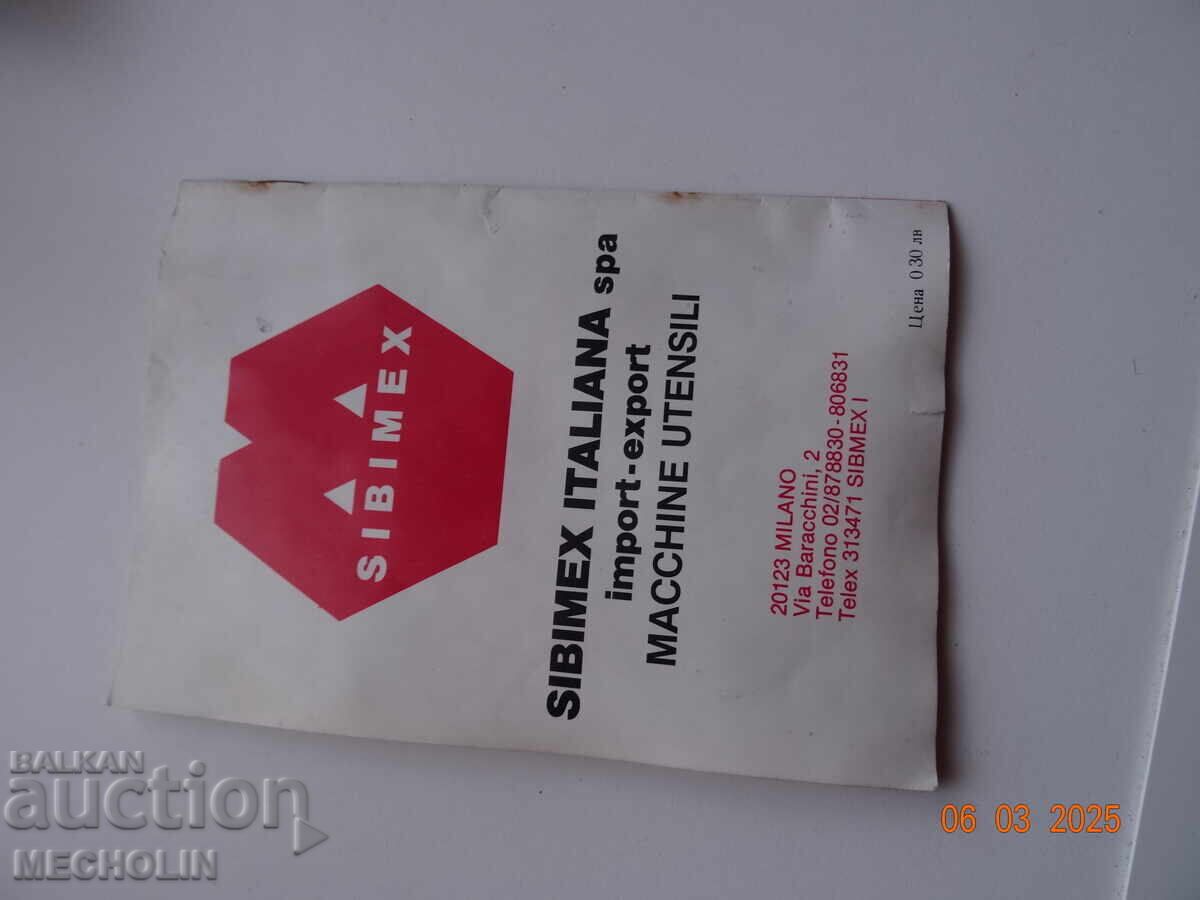 SIBIMEX
SIBIMEX ITALIANA spa
import-export
MACCHINE UTENSILI
20123 MILANO
Via Baracchini, 2
Telefono 02/878830-806831
Telex 313471 SIBMEX I
Цена 0 30 лв
BALKAN
auction
MECHOLIN
06 03 2025